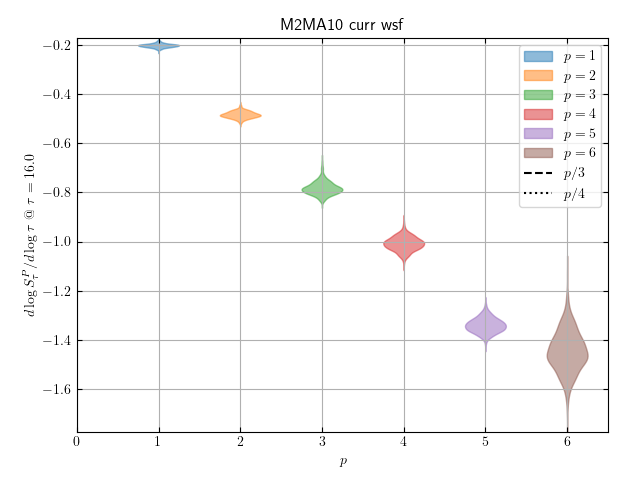 M2MA10 curr wsf
d log S_τ^P / d log τ @ τ = 16.0
−0.2
−0.4
−0.6
−0.8
−1.0
−1.2
−1.4
−1.6
p = 1
p = 2
p = 3
p = 4
p = 5
p = 6
p/3
p/4
0 1 2 3 4 5 6
p